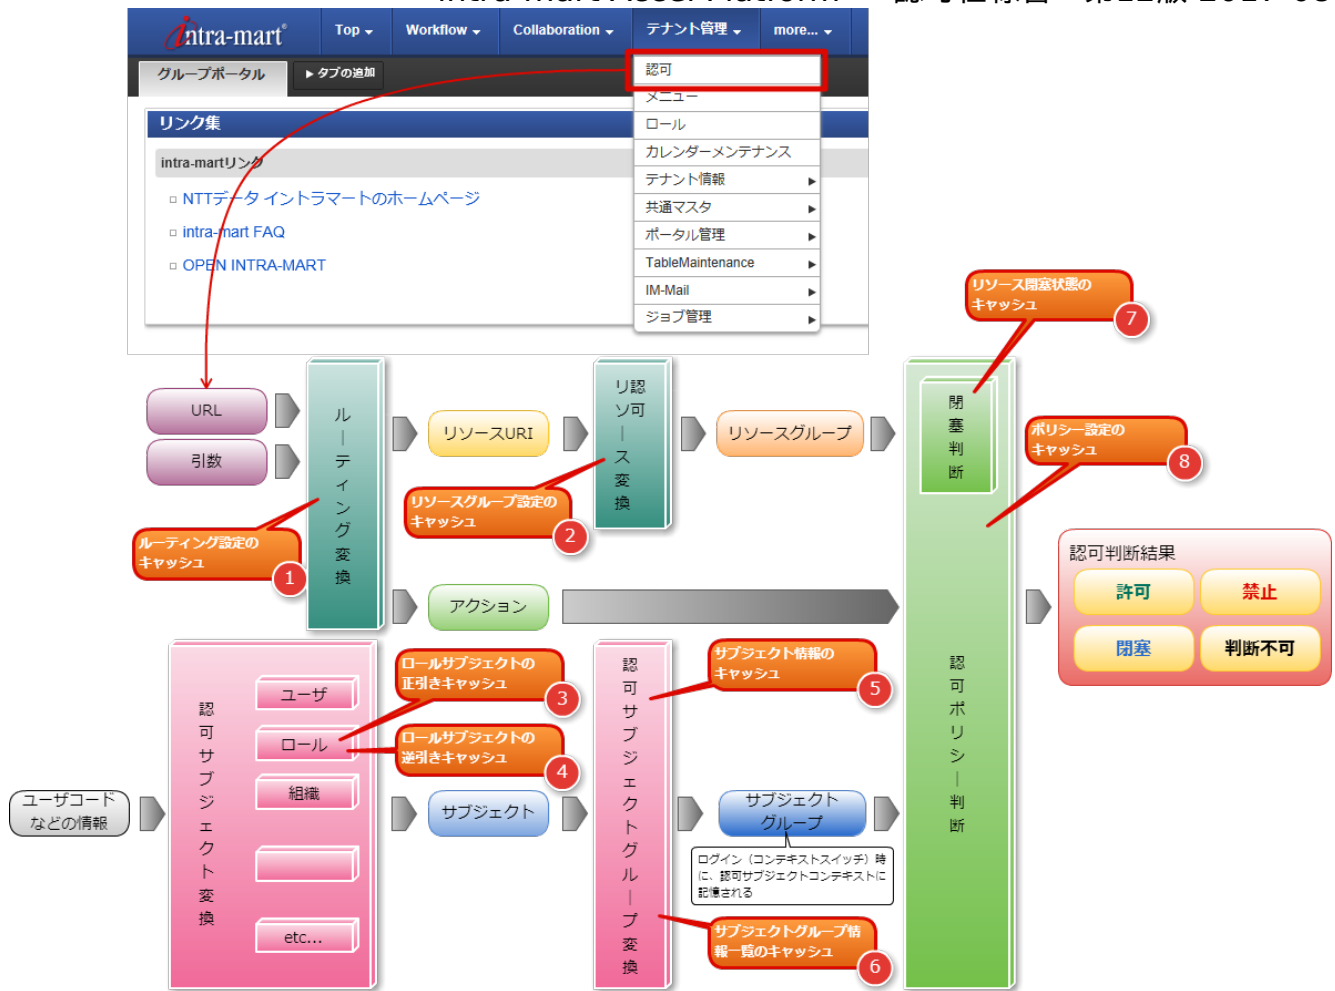 intra-mart
Top
Workflow
Collaboration
テナント管理
more...
グループポータル
タブの追加
認可
メニュー
ロール
カレンダーメンテナンス
テナント情報
共通マスタ
ポータル管理
TableMaintenance
IM-Mail
ジョブ管理
リンク集
intra-martリンク
NTTデータ イントラマートのホームページ
intra-mart FAQ
OPEN INTRA-MART
リソース閉塞状態の
キャッシュ
7
URL
引数
ルーティング変換
リソースURI
認可
リソース変換
リソースグループ
閉塞判断
ポリシー設定の
キャッシュ
8
リソースグループ設定の
キャッシュ
2
ルーティング設定の
キャッシュ
1
アクション
認可判断結果
許可
禁止
閉塞
判断不可
認可サブジェクト変換
ユーザ
ロール
組織
etc...
ロールサブジェクトの
正引きキャッシュ
3
ロールサブジェクトの
逆引きキャッシュ
4
認可サブジェクトグループ変換
サブジェクト情報の
キャッシュ
5
認可ポリシー判断
ユーザコード
などの情報
サブジェクト
サブジェクト
グループ
ログイン（コンテキストスイッチ）時
に、認可サブジェクトコンテキストに
記憶される
サブジェクトグループ情
報一覧のキャッシュ
6